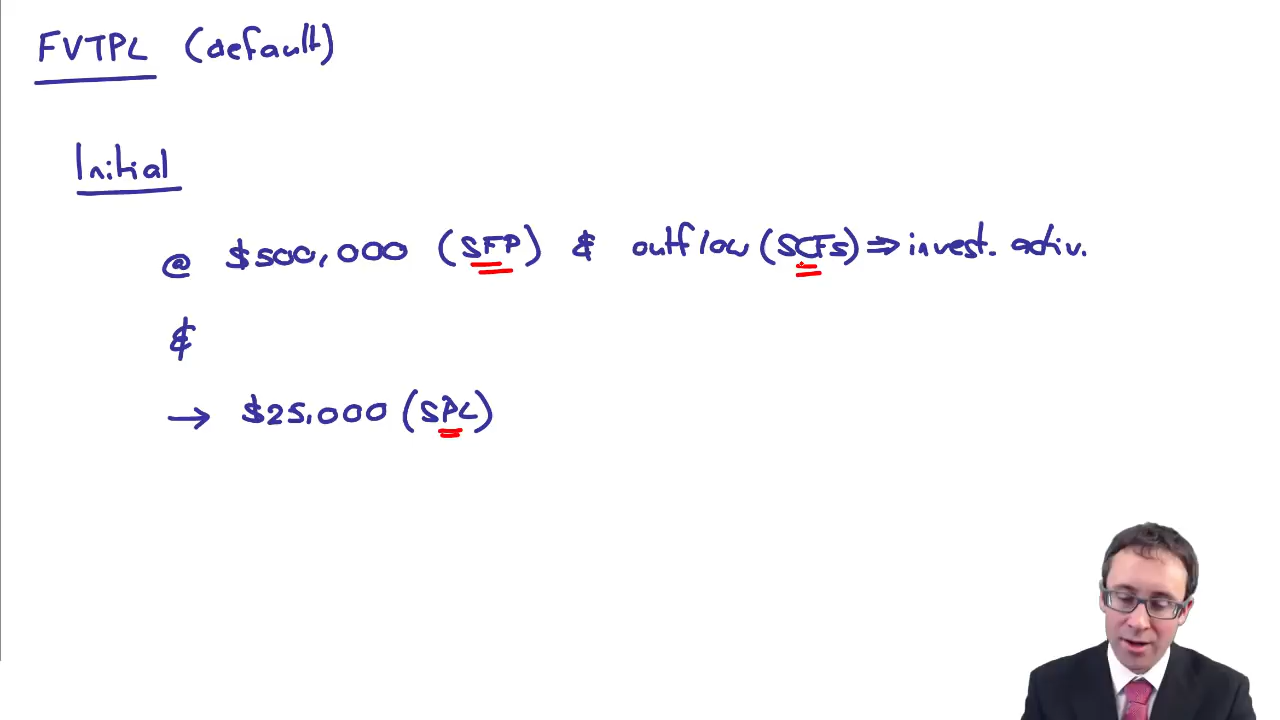 FVTPL (default)
Initial
@ $500,000 (SFP) & outflow (SCFs) ⇒ invest. activ.
&
→ $25,000 (SPL)